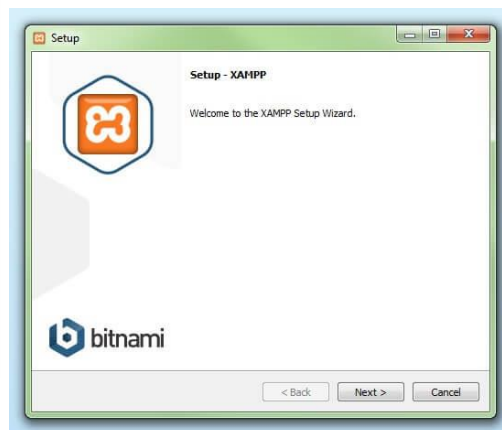 Setup
Setup - XAMPP
Welcome to the XAMPP Setup Wizard.
bitnami
< Back
Next >
Cancel